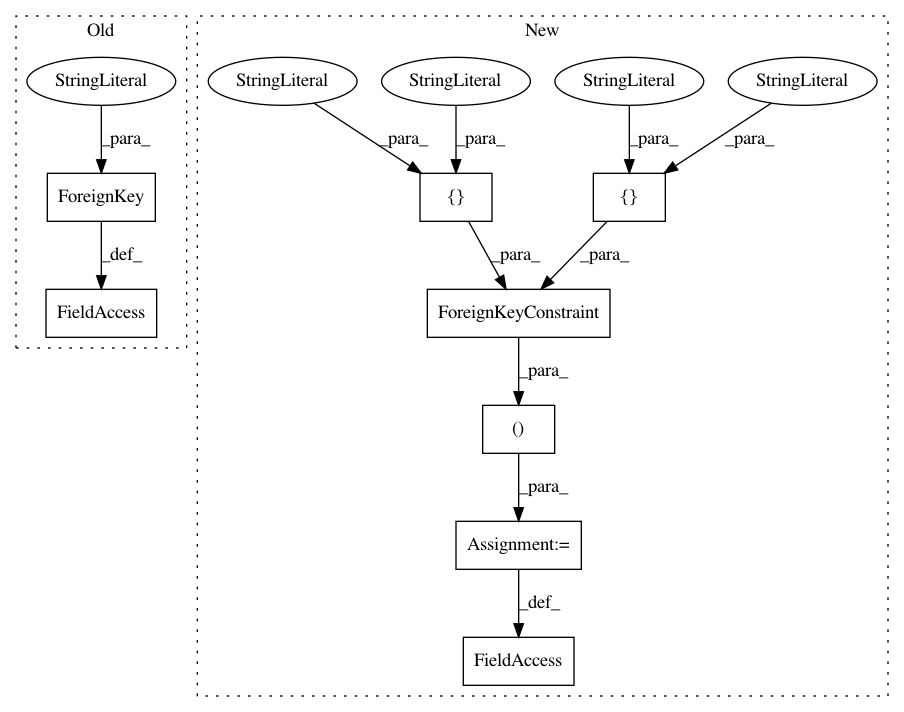 Old
New
StringLiteral
StringLiteral
StringLiteral
StringLiteral
StringLiteral
_para_
_para_
_para_
_para_
_para_
ForeignKey
{}
{}
_def_
_para_
_para_
FieldAccess
ForeignKeyConstraint
_para_
()
_para_
Assignment:=
_def_
FieldAccess